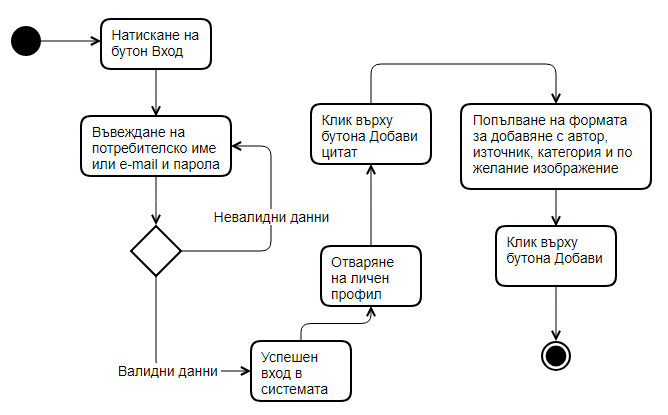 Натискане на
бутон Вход
Въвеждане на
потребителско име
или e-mail и парола
Невалидни данни
Валидни данни
Успешен
вход в
системата
Отваряне
на личен
профил
Клик върху
бутона Добави
цитат
Попълване на формата
за добавяне с автор,
източник, категория и по
желание изображение
Клик върху
бутона Добави